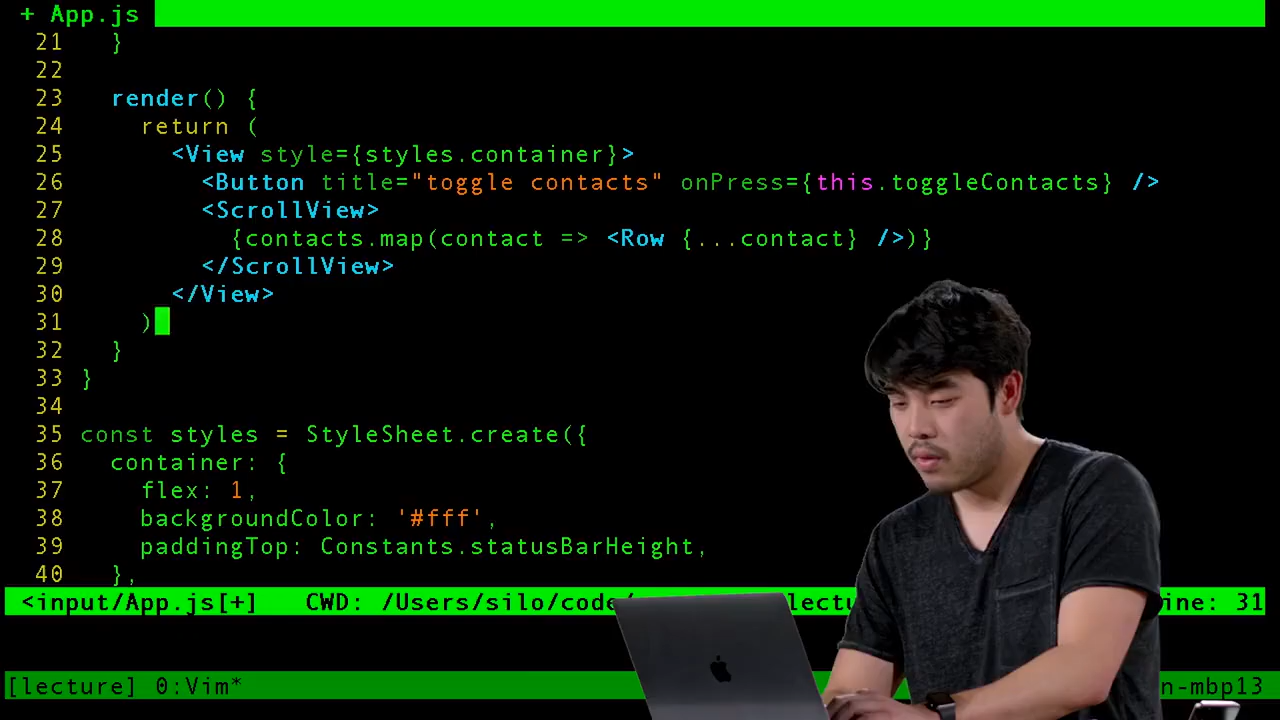 + App.js
21 }
22
23 render() {
24 return (
25 <View style={styles.container}>
26 <Button title="toggle contacts" onPress={this.toggleContacts} />
27 <ScrollView>
28 {contacts.map(contact => <Row {...contact} />)}
29 </ScrollView>
30 </View>
31 )
32 }
33 }
34
35 const styles = StyleSheet.create({
36 container: {
37 flex: 1,
38 backgroundColor: '#fff',
39 paddingTop: Constants.statusBarHeight,
40 },
<input/App.js[+] CWD: /Users/silo/code/ lectu ine: 31
[lecture] 0:Vim* n-mbp13